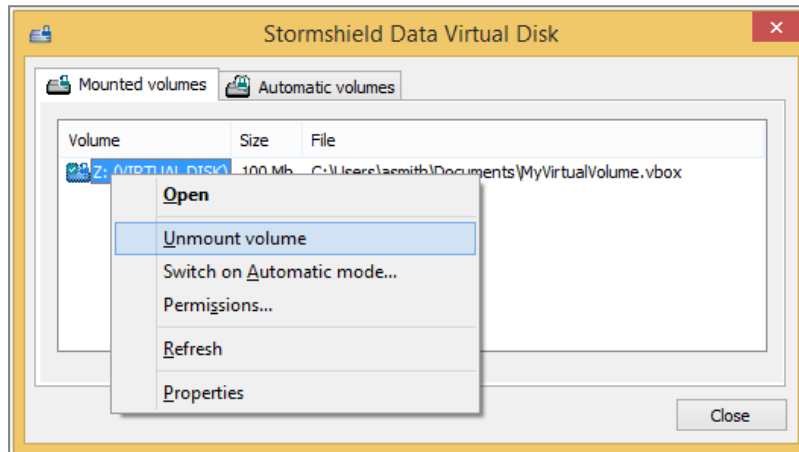 Stormshield Data Virtual Disk
Mounted volumes Automatic volumes
Volume Size File
Z: (VIRTUAL DISK) 100 Mb C:\Users\asmith\Documents\MyVirtualVolume.vbox
Open
Unmount volume
Switch on Automatic mode...
Permissions...
Refresh
Properties
Close